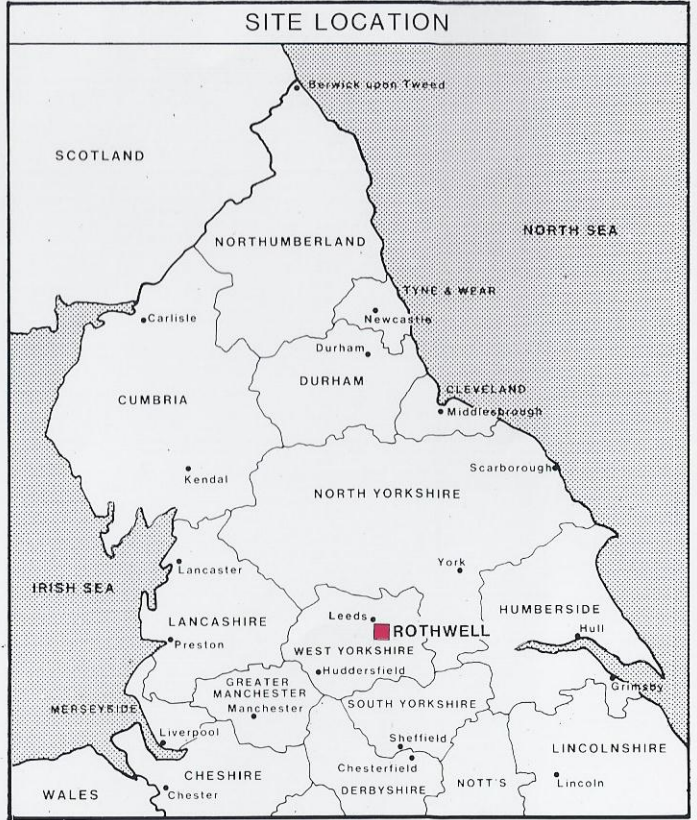 SITE LOCATION
Berwick upon Tweed
SCOTLAND
NORTH SEA
NORTHUMBERLAND
TYNE & WEAR
Carlisle
Newcastle
Durham
DURHAM
CLEVELAND
CUMBRIA
Middlesbrough
Scarborough
Kendal
NORTH YORKSHIRE
York
Lancaster
IRISH SEA
HUMBERSIDE
LANCASHIRE
Leeds
ROTHWELL
Hull
Preston
WEST YORKSHIRE
Huddersfield
GREATER
MANCHESTER
Grimsby
SOUTH YORKSHIRE
MERSEYSIDE
Manchester
Liverpool
Sheffield
LINCOLNSHIRE
CHESHIRE
Chesterfield
NOTT'S
Lincoln
DERBYSHIRE
WALES
Chester